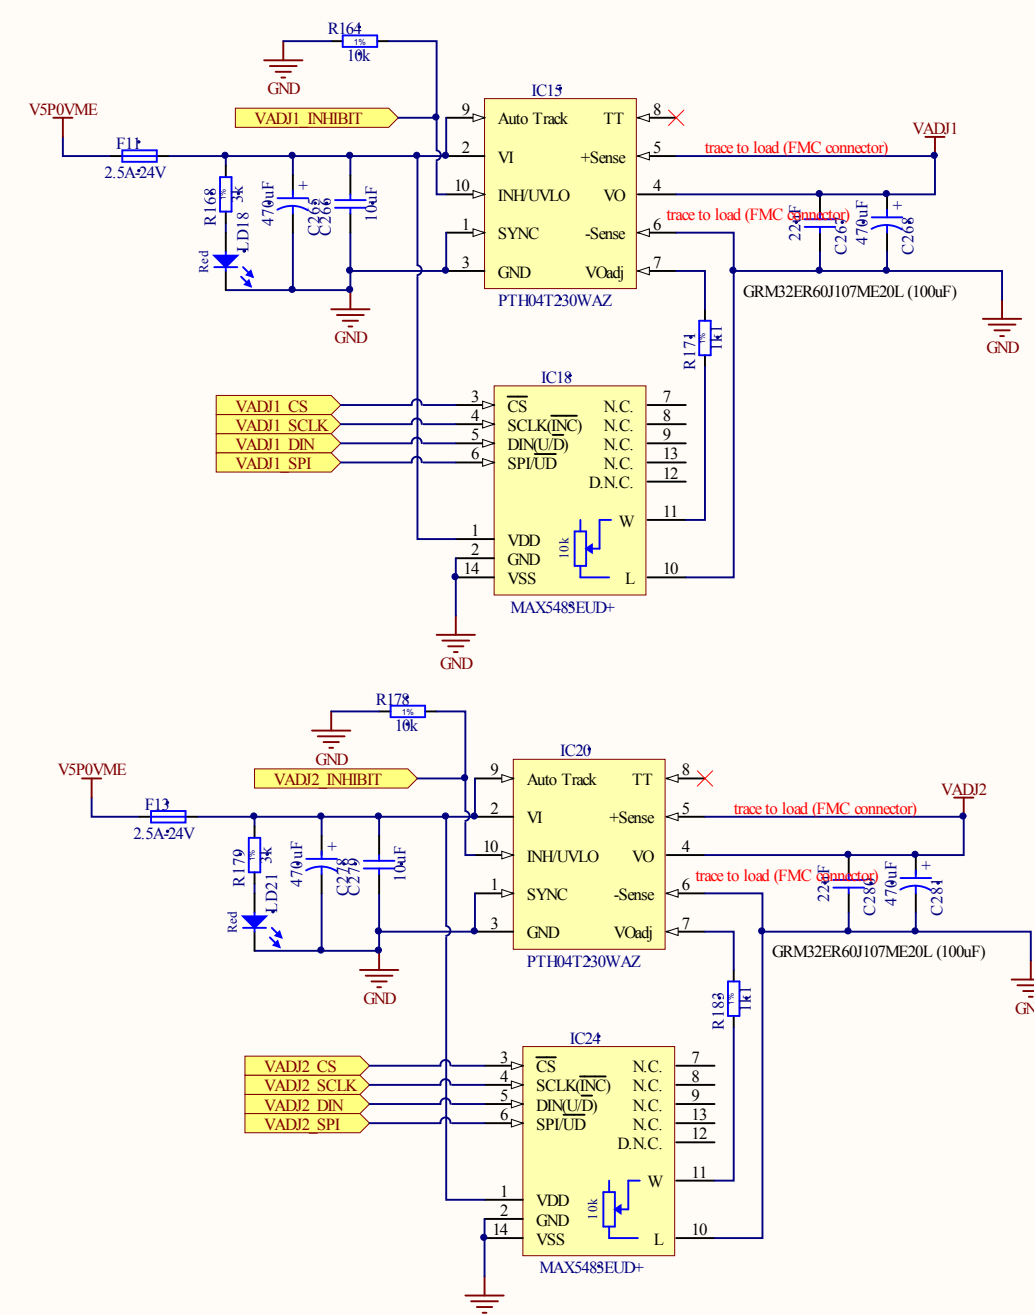 R164
1%
10k
GND
VADJ1_INHIBIT
V5P0VME
F11
2.5A-24V
IC15
9 Auto Track TT 8
2 VI +Sense 5
10 INH/UVLO VO 4
1 SYNC -Sense 6
3 GND VOadj 7
PTH04T230WAZ
trace to load (FMC connector)
VADJ1
trace to load (FMC connector)
R168
1%
3k
LD18
Red
470uF
+
C265
C266
10uF
GND
C267
470uF
+
C268
GRM32ER60J107ME20L (100uF)
GND
R171
1%
1k1
IC18
VADJ1_CS
VADJ1_SCLK
VADJ1_DIN
VADJ1_SPI
3 CS N.C. 7
4 SCLK(INC) N.C. 8
5 DIN(U/D) N.C. 9
6 SPI/UD N.C. 13
D.N.C. 12
W 11
10k
1 VDD
2 GND
14 VSS L 10
MAX5483EUD+
GND
R178
1%
10k
GND
VADJ2_INHIBIT
V5P0VME
F13
2.5A-24V
IC20
9 Auto Track TT 8
2 VI +Sense 5
10 INH/UVLO VO 4
1 SYNC -Sense 6
3 GND VOadj 7
PTH04T230WAZ
trace to load (FMC connector)
VADJ2
trace to load (FMC connector)
R179
1%
3k
LD21
Red
470uF
+
C278
C279
10uF
GND
C280
470uF
+
C281
GRM32ER60J107ME20L (100uF)
R183
1%
1k1
IC24
VADJ2_CS
VADJ2_SCLK
VADJ2_DIN
VADJ2_SPI
3 CS N.C. 7
4 SCLK(INC) N.C. 8
5 DIN(U/D) N.C. 9
6 SPI/UD N.C. 13
D.N.C. 12
W 11
10k
1 VDD
2 GND
14 VSS L 10
MAX5483EUD+